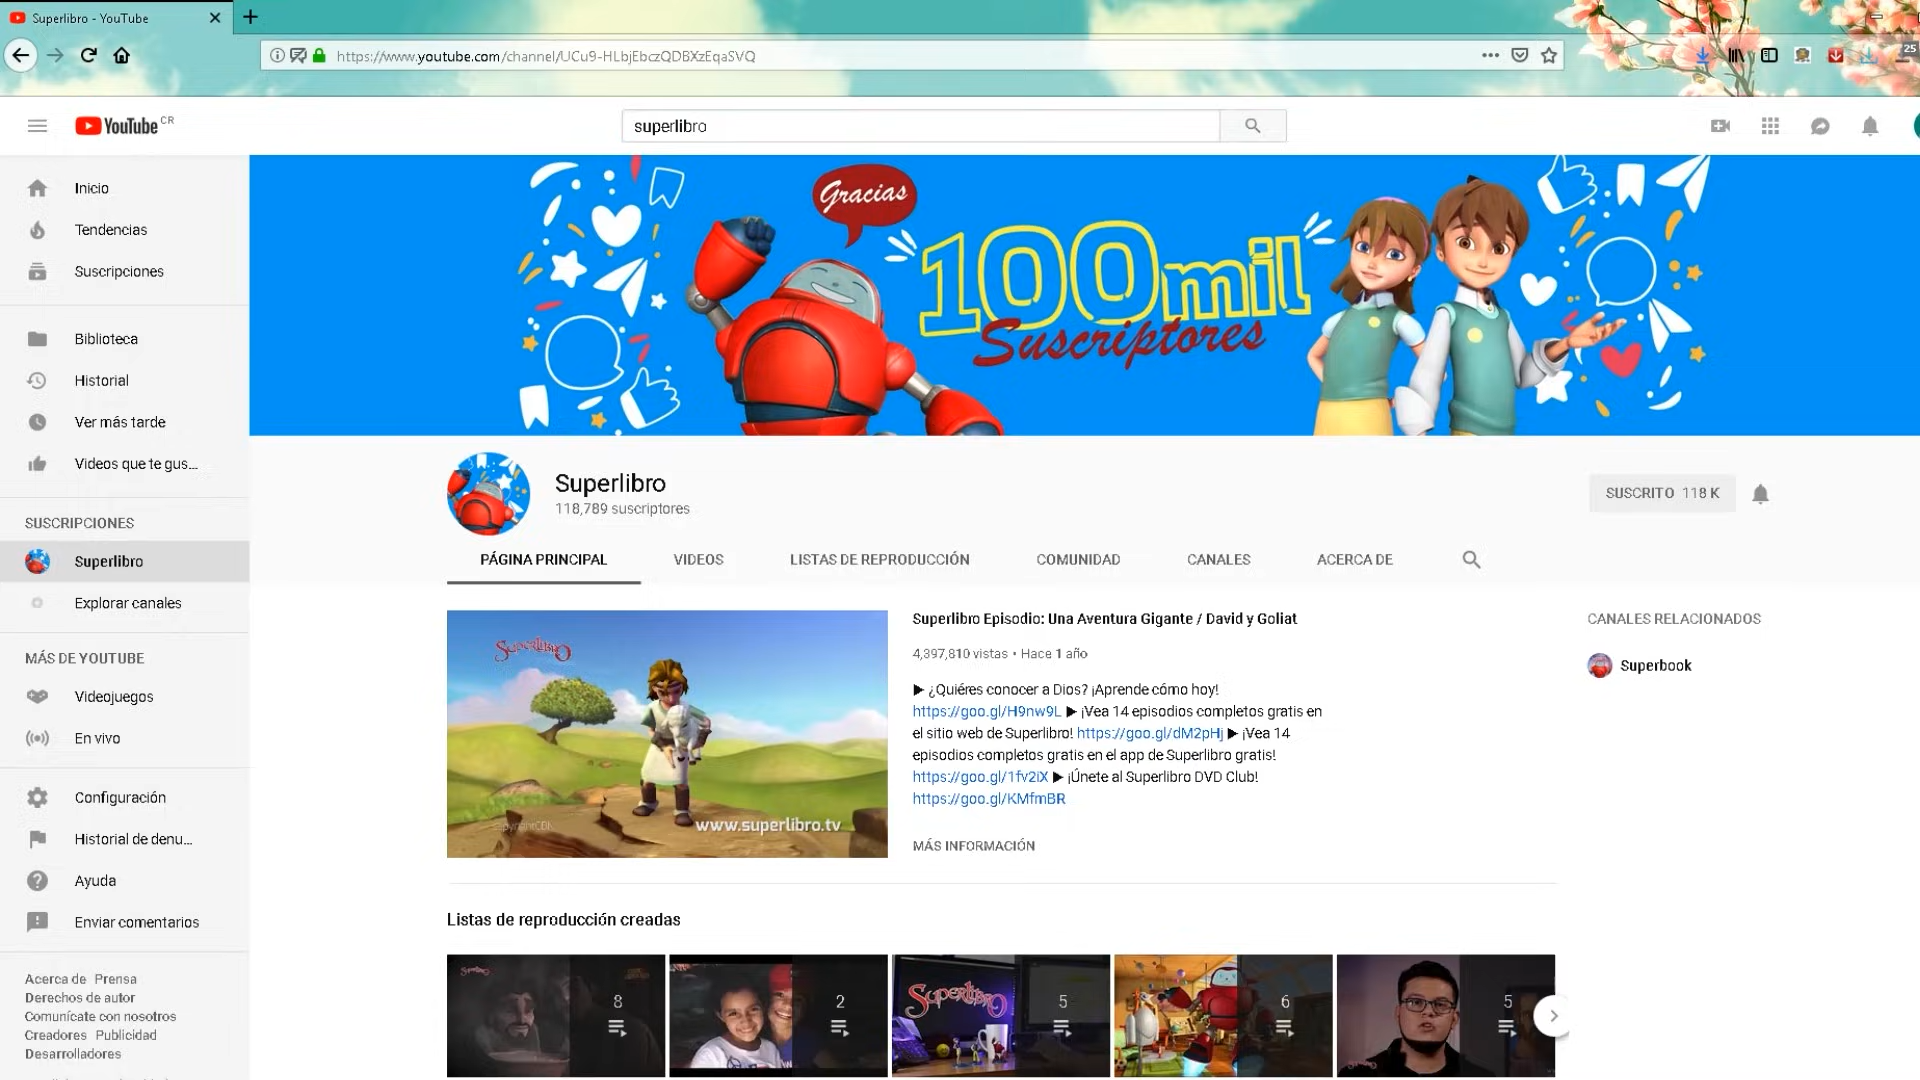 Superlibro - YouTube
25
https://www.youtube.com/channel/UCu9-HLbjEbczQDBXzEqaSVQ
YouTube CR
superlibro
Inicio
Tendencias
Suscripciones
Biblioteca
Historial
Ver más tarde
Videos que te gus...
SUSCRIPCIONES
Superlibro
Explorar canales
MÁS DE YOUTUBE
Videojuegos
En vivo
Configuración
Historial de denu...
Ayuda
Enviar comentarios
Acerca de Prensa
Derechos de autor
Comunícate con nosotros
Creadores Publicidad
Desarrolladores
Gracias
100mil
Suscriptores
Superlibro
118,789 suscriptores
SUSCRITO 118 K
PÁGINA PRINCIPAL
VIDEOS
LISTAS DE REPRODUCCIÓN
COMUNIDAD
CANALES
ACERCA DE
SUPERLIBRO
www.superlibro.tv
Superlibro Episodio: Una Aventura Gigante / David y Goliat
4,397,810 vistas • Hace 1 año
▶ ¿Quiéres conocer a Dios? ¡Aprende cómo hoy!
https://goo.gl/H9nw9L ▶ ¡Vea 14 episodios completos gratis en
el sitio web de Superlibro! https://goo.gl/dM2pHj ▶ ¡Vea 14
episodios completos gratis en el app de Superlibro gratis!
https://goo.gl/1fv2iX ▶ ¡Únete al Superlibro DVD Club!
https://goo.gl/KMfmBR
MÁS INFORMACIÓN
CANALES RELACIONADOS
Superbook
Listas de reproducción creadas
8
2
SUPERLIBRO
5
6
5